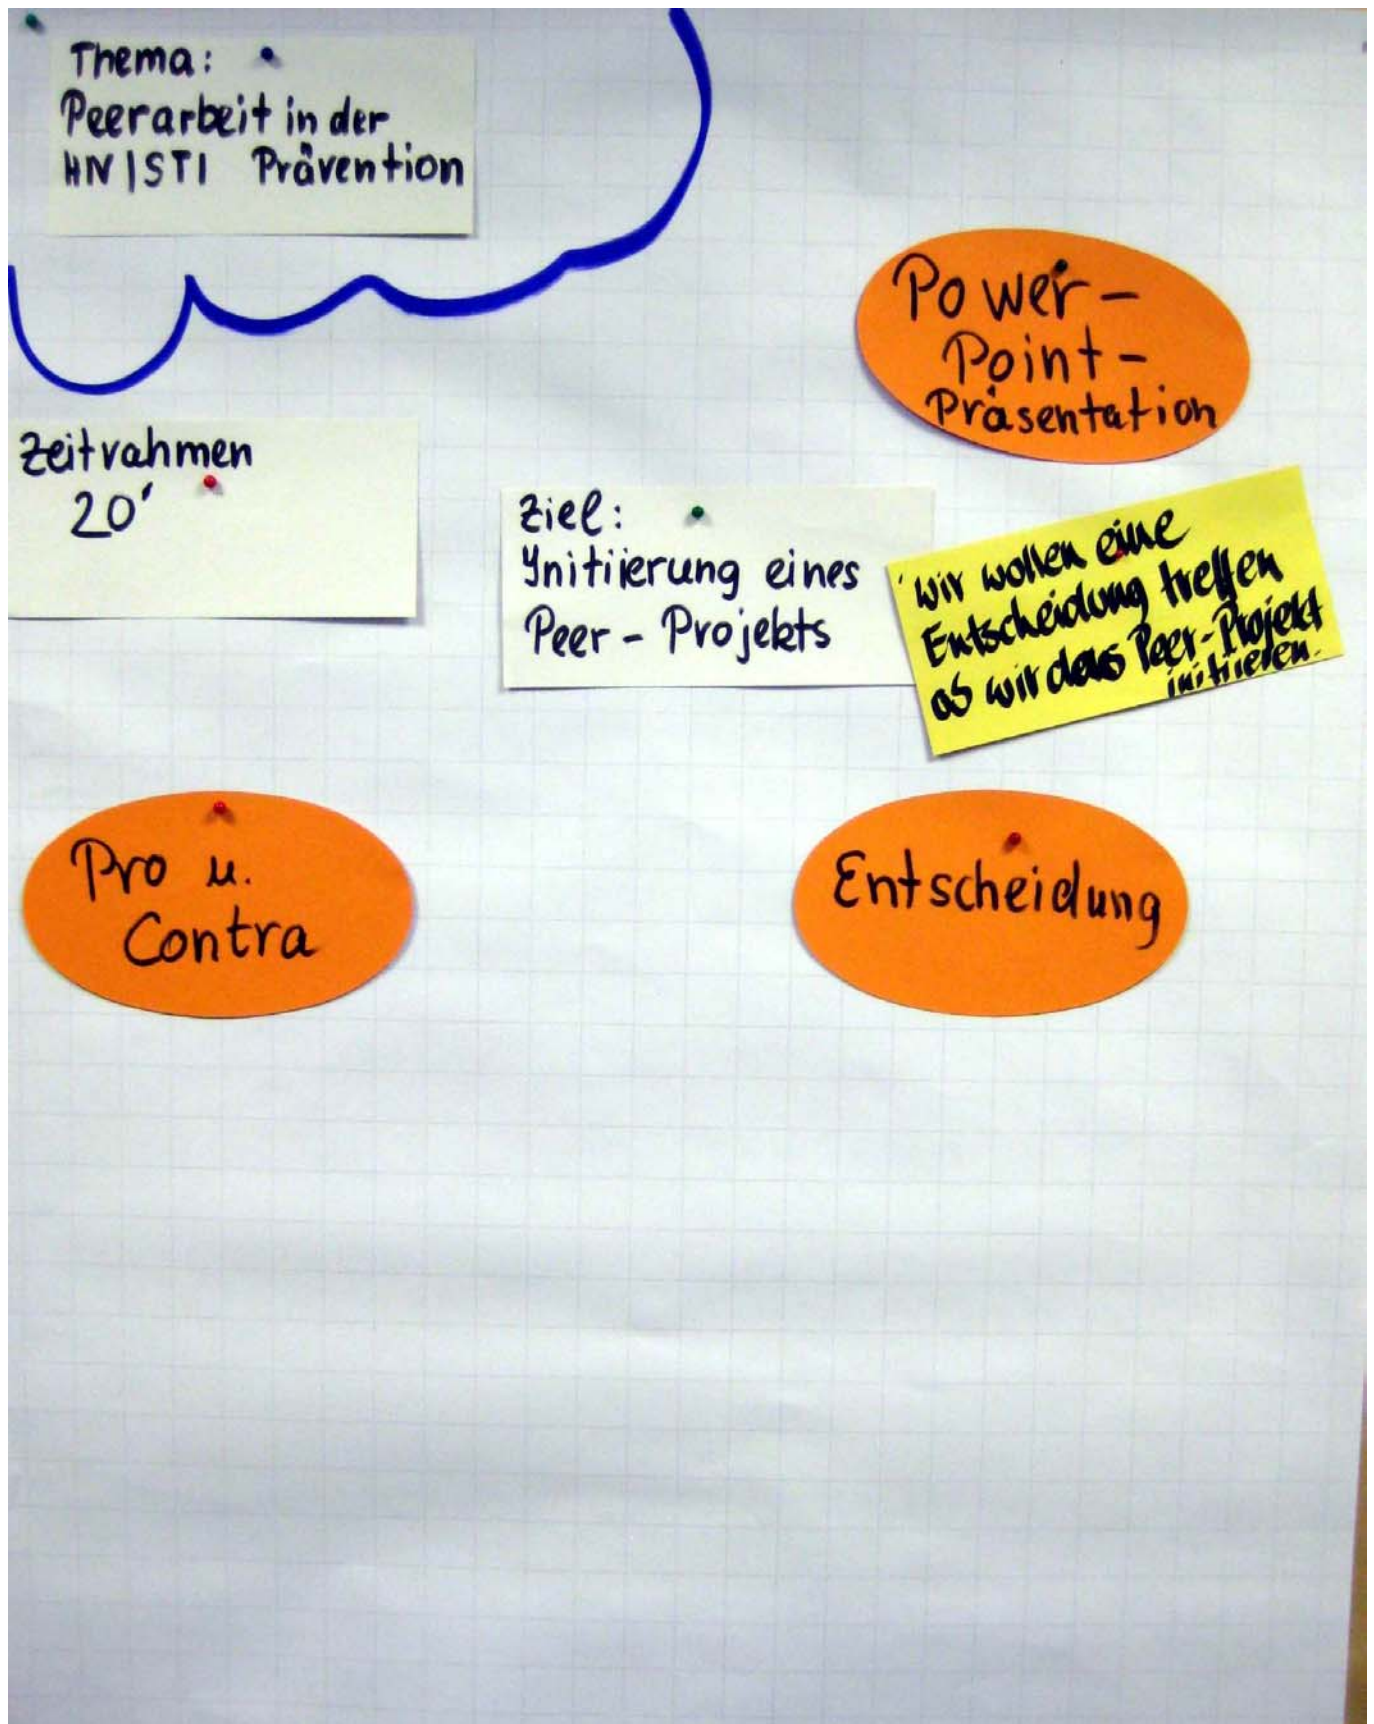 Thema:
Peerarbeit in der
HIV|STI Prävention
Power-
Point-
Präsentation
Zeitrahmen
20'
Ziel:
Ynitiierung eines
Peer-Projekts
wir wollen eine
Entscheidung treffen
ob wir das Peer-Projekt
initiieren.
Pro u.
Contra
Entscheidung